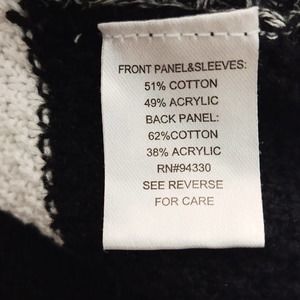 FRONT PANEL&SLEEVES:
51% COTTON
49% ACRYLIC
BACK PANEL:
62%COTTON
38% ACRYLIC
RN#94330
SEE REVERSE
FOR CARE